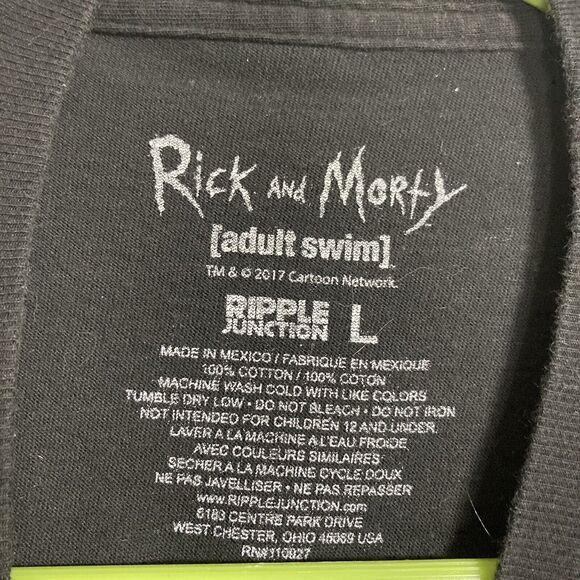 Rick And Morty
[adult swim]
TM & © 2017 Cartoon Network.
RIPPLE
JUNCTION L
MADE IN MEXICO / FABRIQUE EN MEXIQUE
100% COTTON / 100% COTON
MACHINE WASH COLD WITH LIKE COLORS
TUMBLE DRY LOW • DO NOT BLEACH • DO NOT IRON
NOT INTENDED FOR CHILDREN 12 AND UNDER.
LAVER A LA MACHINE A L'EAU FROIDE
AVEC COULEURS SIMILAIRES
SECHER A LA MACHINE CYCLE DOUX
NE PAS JAVELLISER • NE PAS REPASSER
www.RIPPLEJUNCTION.com
6183 CENTRE PARK DRIVE
WEST CHESTER, OHIO 45069 USA
RN#110927